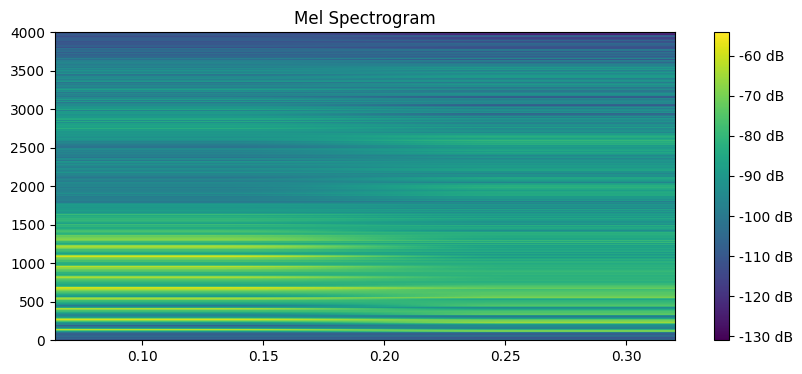 Mel Spectrogram
4000
3500
3000
2500
2000
1500
1000
500
0
0.10 0.15 0.20 0.25 0.30
-60 dB
-70 dB
-80 dB
-90 dB
-100 dB
-110 dB
-120 dB
-130 dB